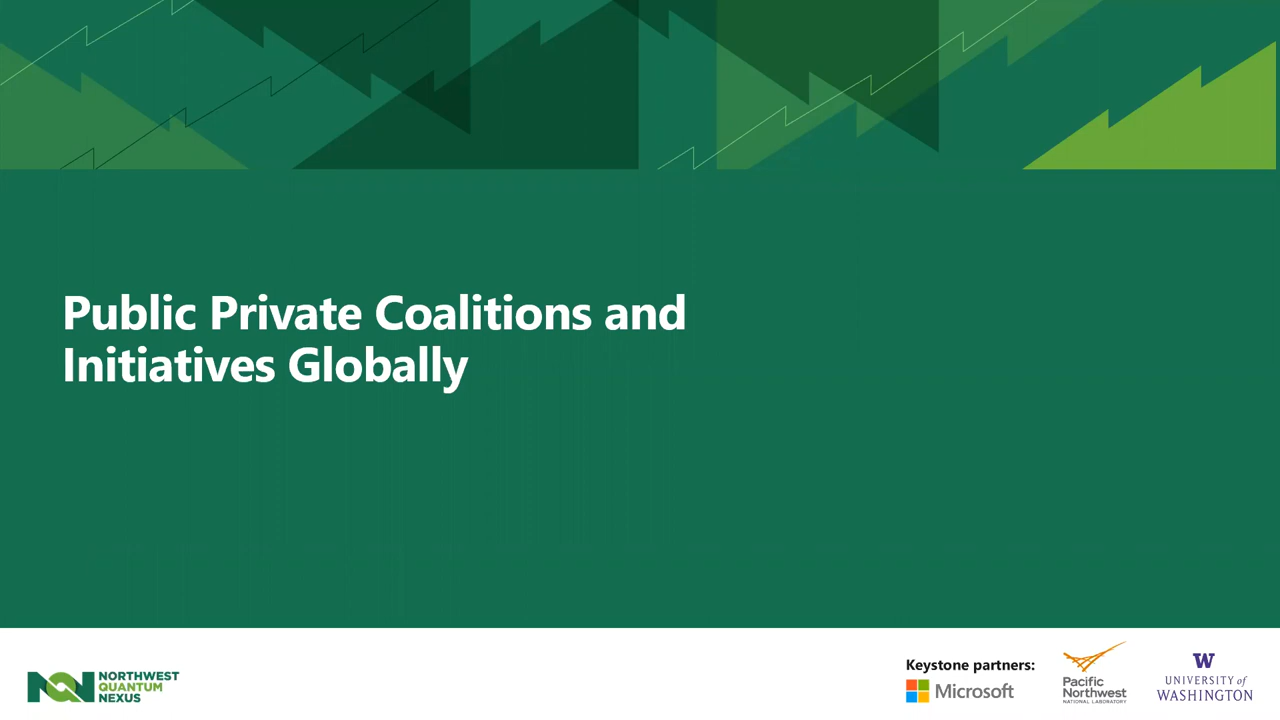 Public Private Coalitions and
Initiatives Globally
NORTHWEST
QUANTUM
NEXUS
Keystone partners:
Microsoft
Pacific
Northwest
NATIONAL LABORATORY
W
UNIVERSITY of
WASHINGTON